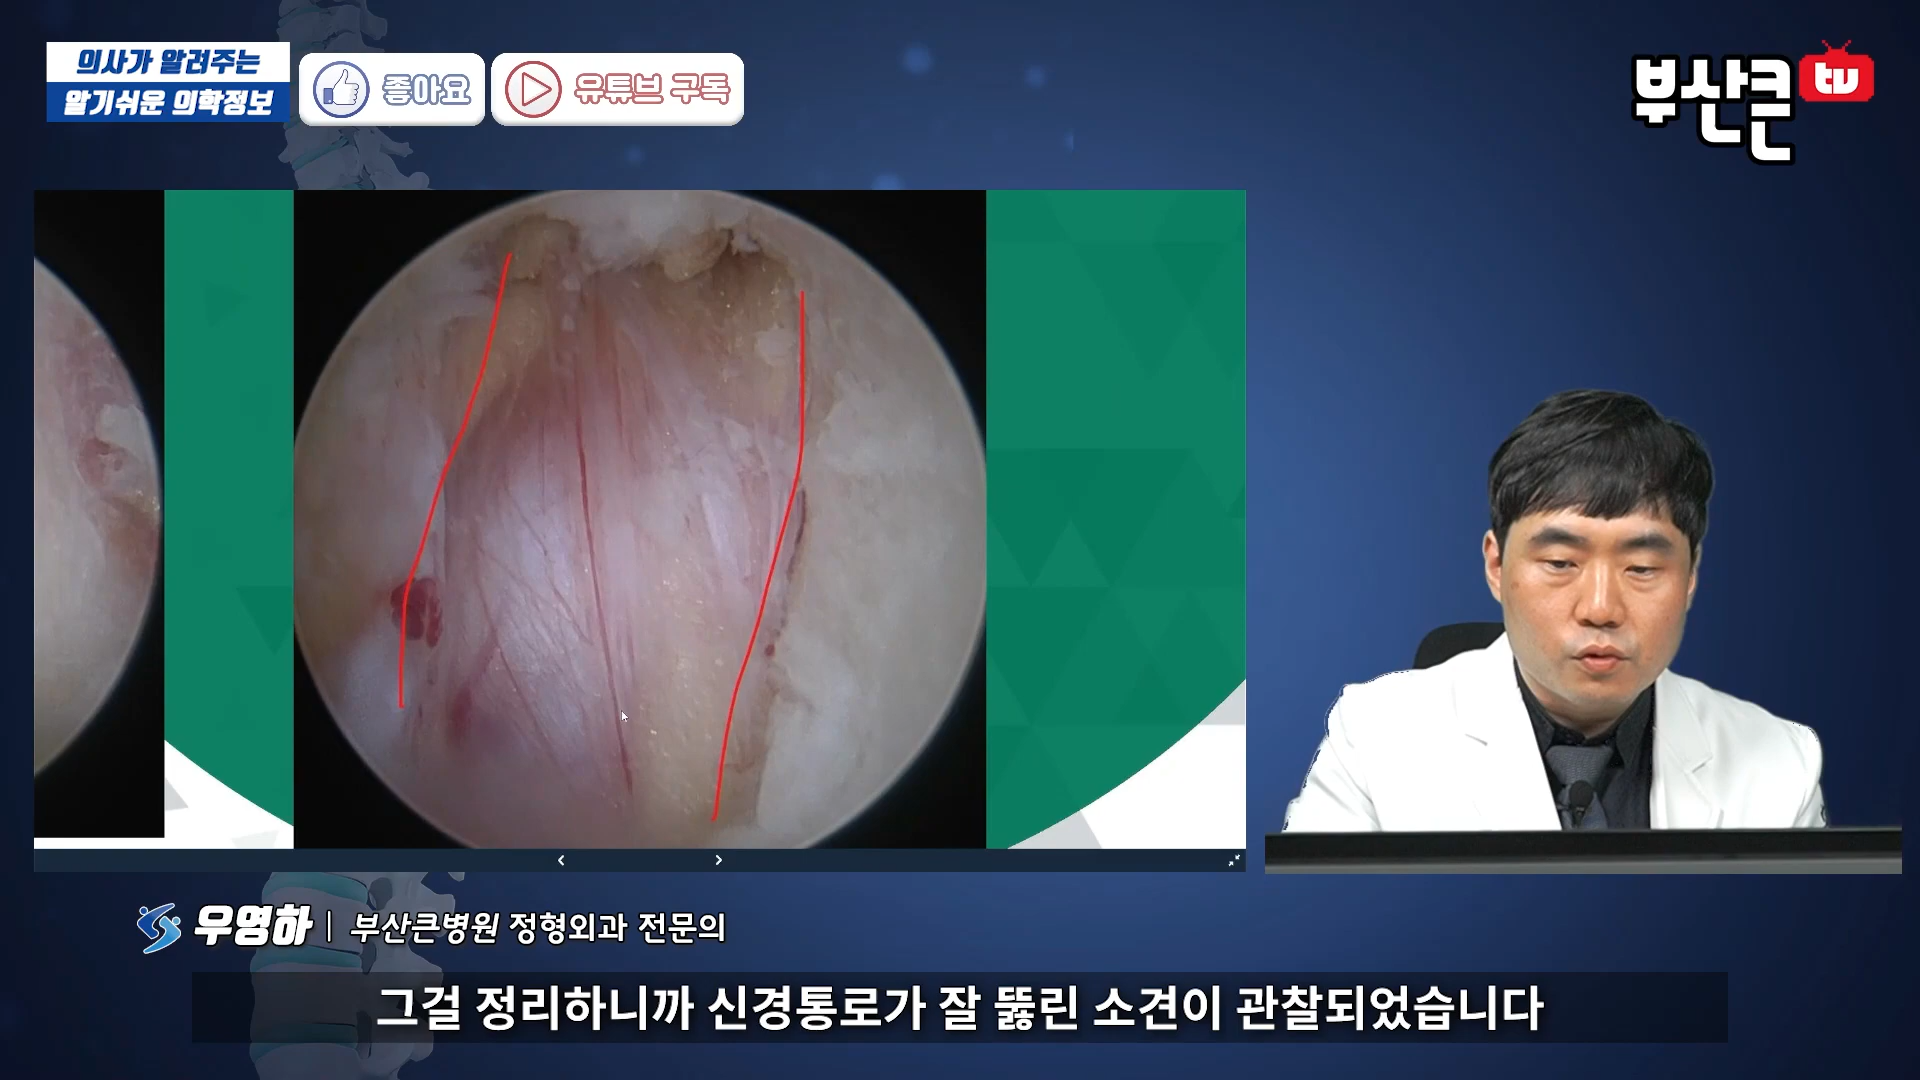 의사가 알려주는
알기쉬운 의학정보
좋아요
유튜브 구독
부산큰 tv
우영하 | 부산큰병원 정형외과 전문의
그걸 정리하니까 신경통로가 잘 뚫린 소견이 관찰되었습니다